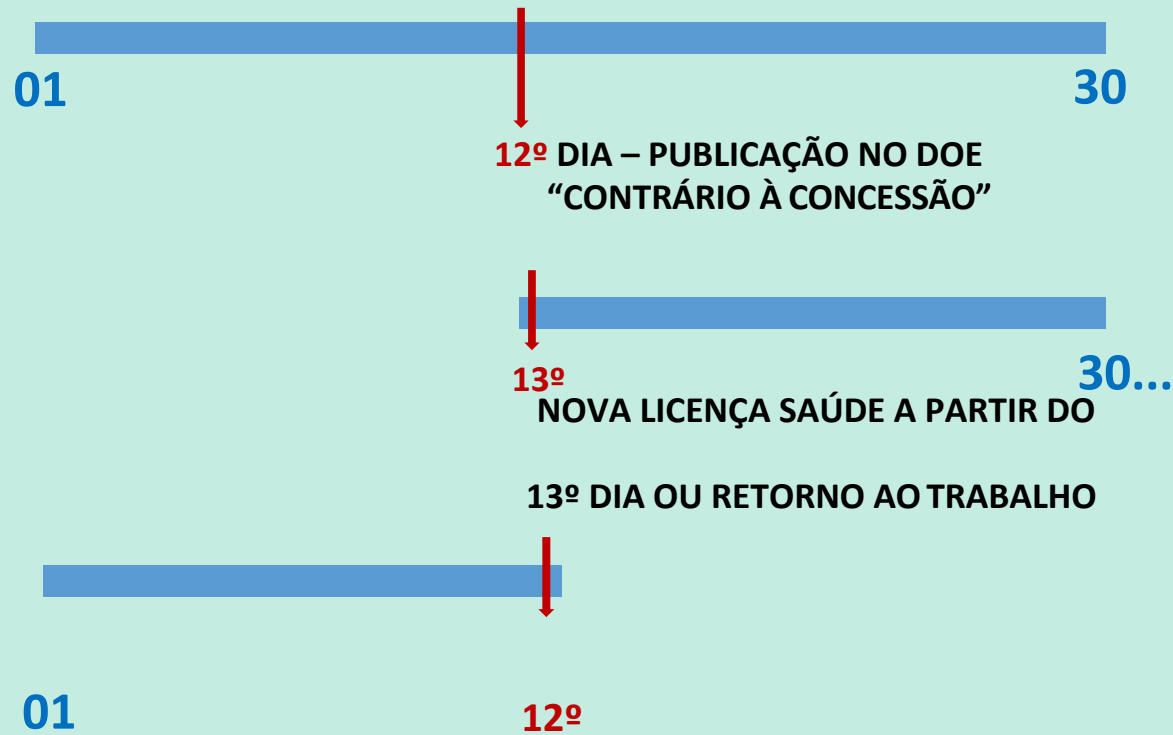 01
30
12º DIA – PUBLICAÇÃO NO DOE
“CONTRÁRIO À CONCESSÃO”
13º
30...
NOVA LICENÇA SAÚDE A PARTIR DO
13º DIA OU RETORNO AO TRABALHO
01
12º